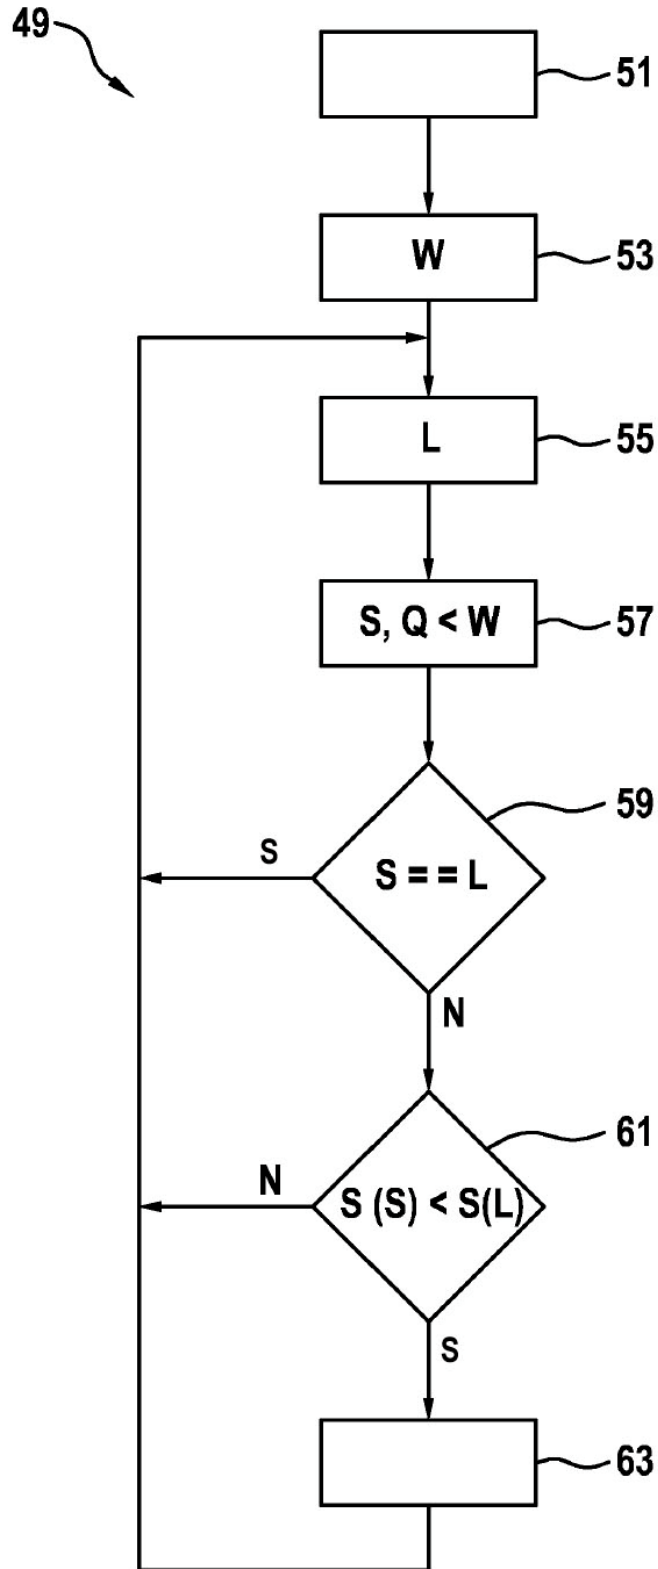 49
51
W
53
L
55
S, Q < W
57
59
S = = L
S
N
61
S (S) < S(L)
N
S
63